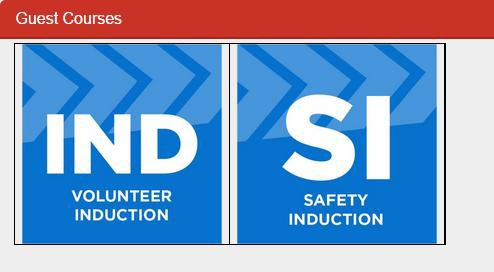 Guest Courses
IND
VOLUNTEER
INDUCTION
SI
SAFETY
INDUCTION